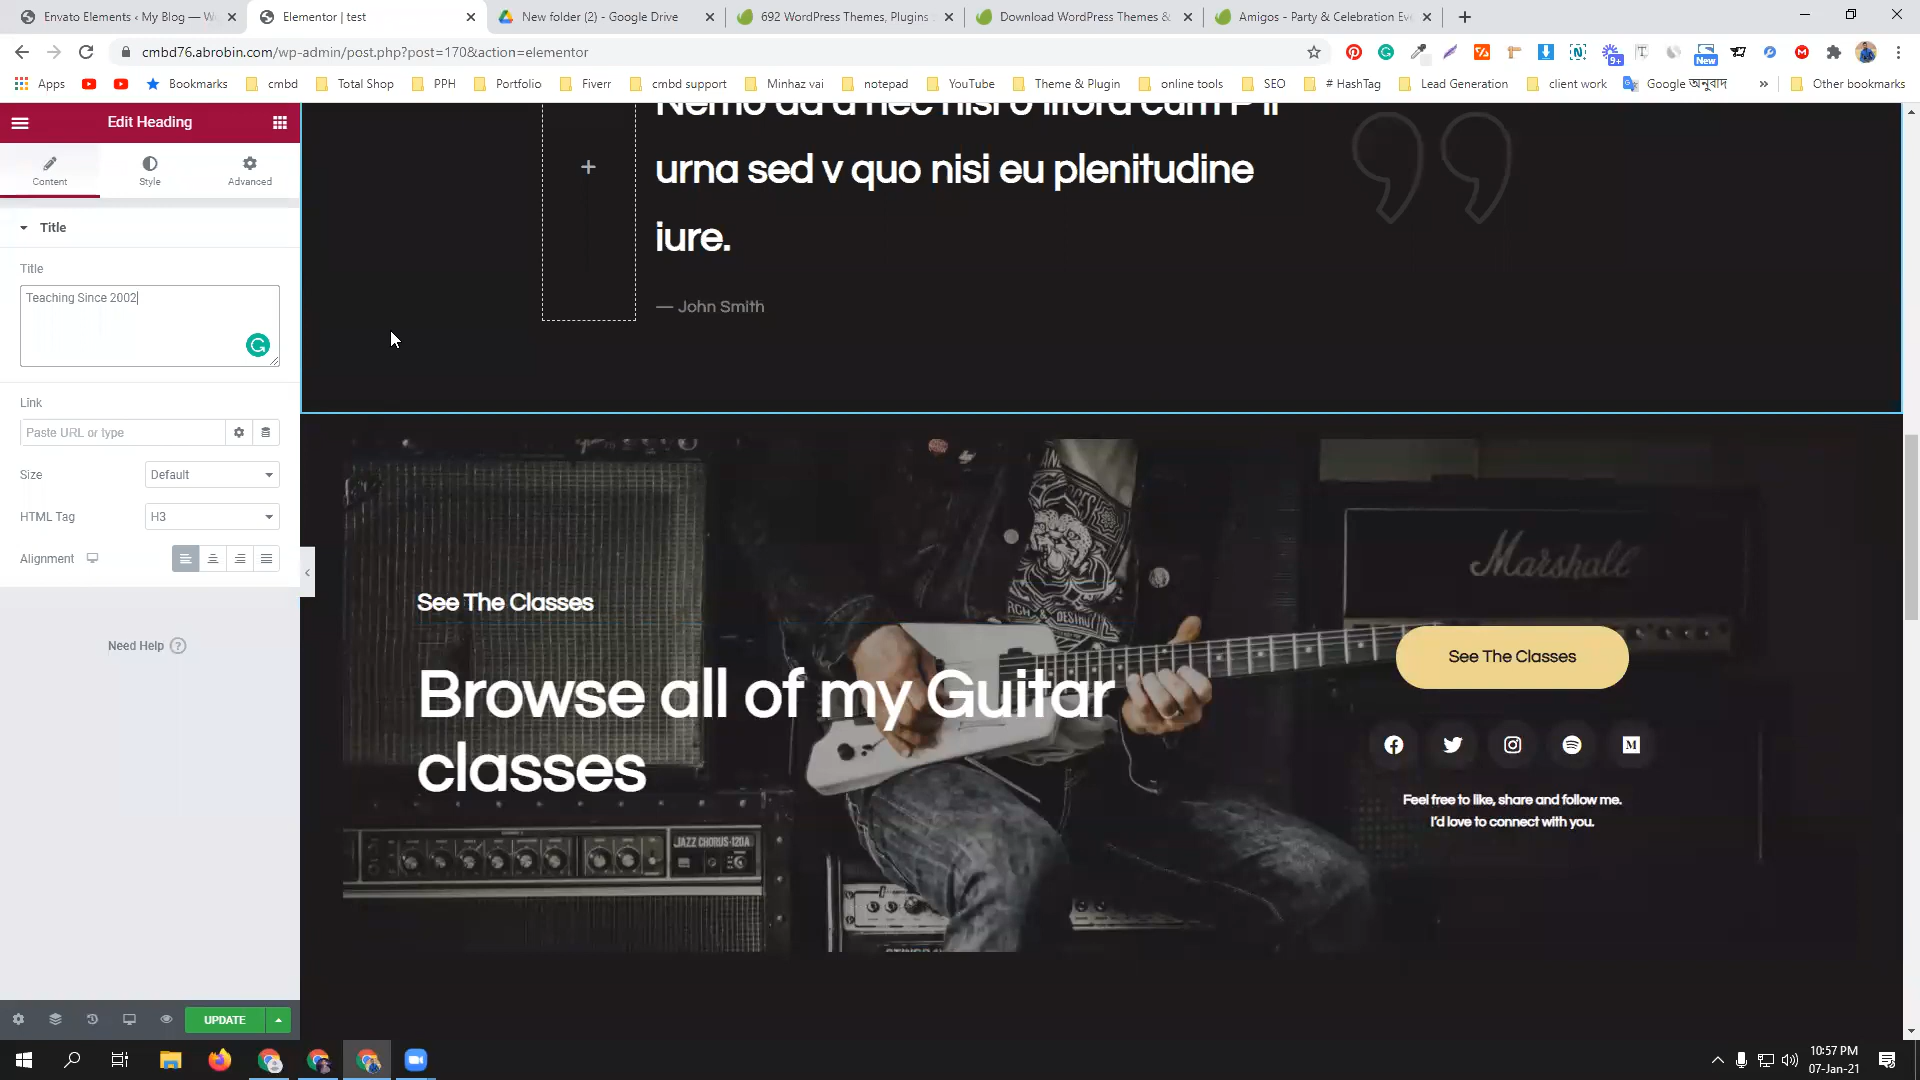 Envato Elements ‹ My Blog — W
Elementor | test
New folder (2) - Google Drive
692 WordPress Themes, Plugins
Download WordPress Themes &
Amigos - Party & Celebration Ev
cmbd76.abrobin.com/wp-admin/post.php?post=170&action=elementor
9+
New
Apps
Bookmarks
cmbd
Total Shop
PPH
Portfolio
Fiverr
cmbd support
Minhaz vai
notepad
YouTube
Theme & Plugin
online tools
SEO
# HashTag
Lead Generation
client work
Google অনুবাদ
»
Other bookmarks
Edit Heading
Content
Style
Advanced
Title
Title
Teaching Since 2002
Link
Paste URL or type
Size
Default
HTML Tag
H3
Alignment
Need Help
UPDATE
urna sed v quo nisi eu plenitudine
iure.
— John Smith
See The Classes
Browse all of my Guitar
classes
Marshall
JAZZ CHORUS-120A
See The Classes
Feel free to like, share and follow me.
I'd love to connect with you.
10:57 PM
07-Jan-21